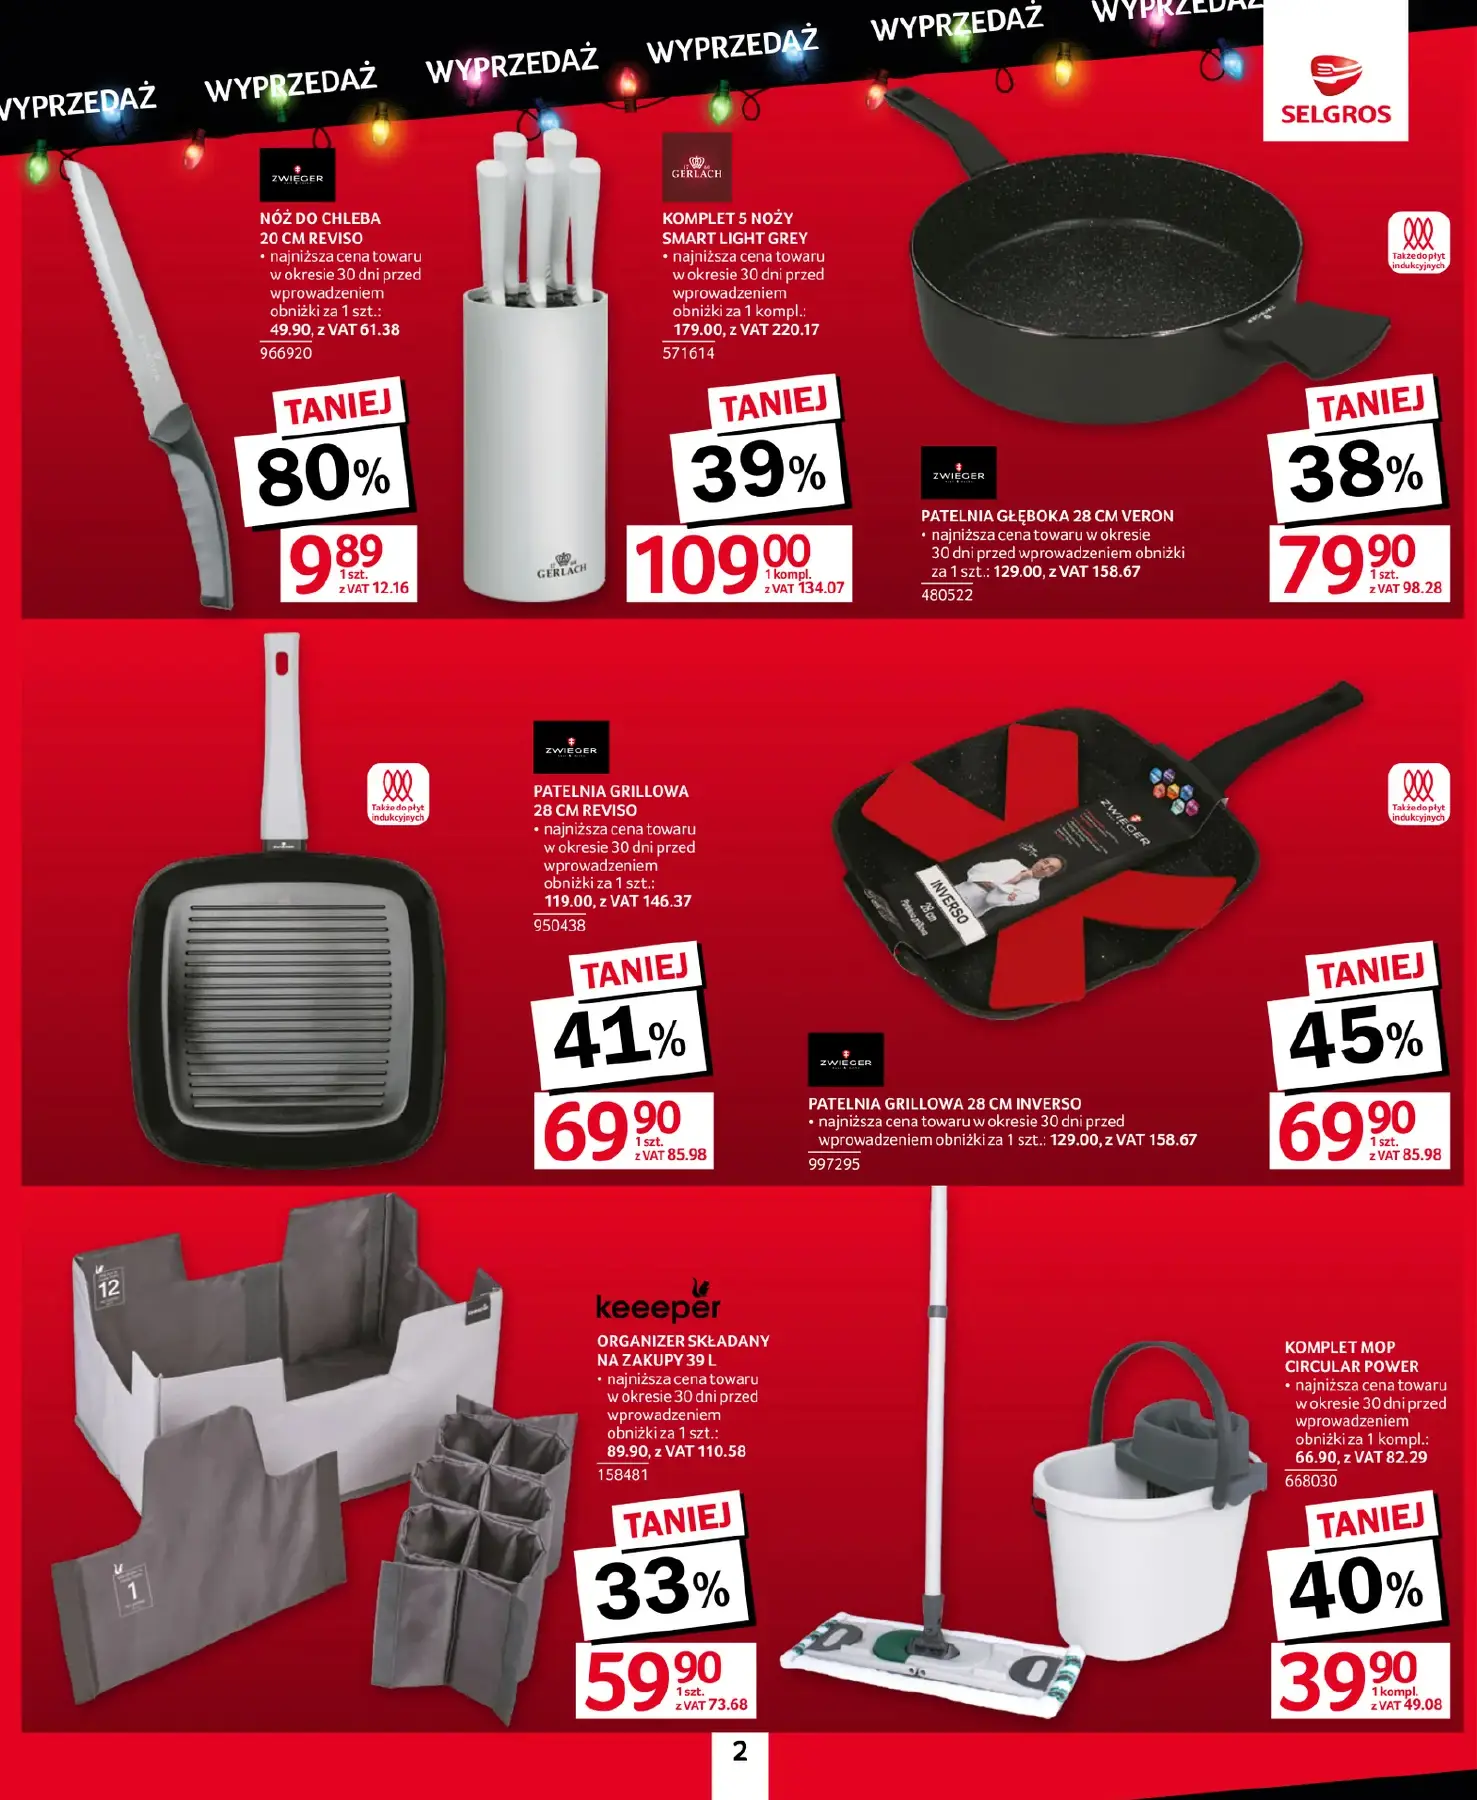 WYPRZEDAŻ
WYPRZEDAŻ
WYPRZEDAŻ
WYPRZEDAŻ
WYPRZEDAŻ
WYPRZEDAŻ
SELGROS
ZWIEGER
NÓŻ DO CHLEBA
20 CM REVISO
• najniższa cena towaru
w okresie 30 dni przed
wprowadzeniem
obniżki za 1 szt.:
49.90, z VAT 61.38
966920
TANIEJ
80%
9 89
1 szt.
z VAT 12.16
GERLACH
GERLACH
KOMPLET 5 NOŻY
SMART LIGHT GREY
• najniższa cena towaru
w okresie 30 dni przed
wprowadzeniem
obniżki za 1 kompl.:
179.00, z VAT 220.17
571614
TANIEJ
39%
109 00
1 kompl.
z VAT 134.07
Także do płyt
indukcyjnych
ZWIEGER
PATELNIA GŁĘBOKA 28 CM VERON
• najniższa cena towaru w okresie
30 dni przed wprowadzeniem obniżki
za 1 szt.: 129.00, z VAT 158.67
480522
TANIEJ
38%
79 90
1 szt.
z VAT 98.28
Także do płyt
indukcyjnych
ZWIEGER
PATELNIA GRILLOWA
28 CM REVISO
• najniższa cena towaru
w okresie 30 dni przed
wprowadzeniem
obniżki za 1 szt.:
119.00, z VAT 146.37
950438
TANIEJ
41%
69 90
1 szt.
z VAT 85.98
ZWIEGER
INVERSO
28 cm
Także do płyt
indukcyjnych
ZWIEGER
PATELNIA GRILLOWA 28 CM INVERSO
• najniższa cena towaru w okresie 30 dni przed
wprowadzeniem obniżki za 1 szt.: 129.00, z VAT 158.67
997295
TANIEJ
45%
69 90
1 szt.
z VAT 85.98
12
keeeper
1
keeeper
ORGANIZER SKŁADANY
NA ZAKUPY 39 L
• najniższa cena towaru
w okresie 30 dni przed
wprowadzeniem
obniżki za 1 szt.:
89.90, z VAT 110.58
158481
TANIEJ
33%
59 90
1 szt.
z VAT 73.68
KOMPLET MOP
CIRCULAR POWER
• najniższa cena towaru
w okresie 30 dni przed
wprowadzeniem
obniżki za 1 kompl.:
66.90, z VAT 82.29
668030
TANIEJ
40%
39 90
1 kompl.
z VAT 49.08
2